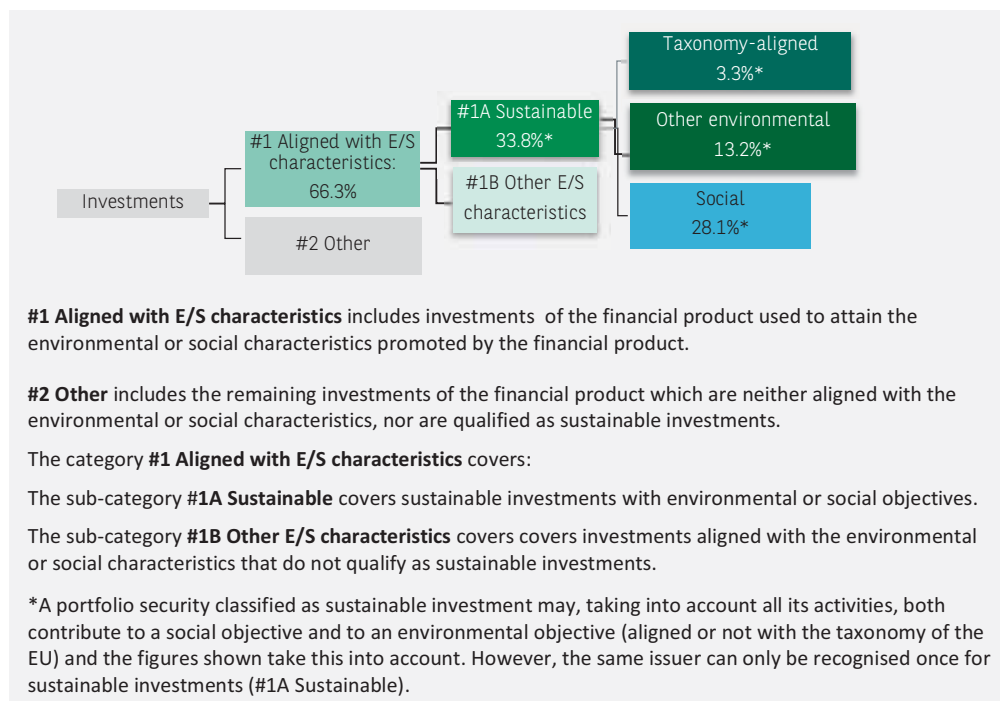 Taxonomy-aligned
3.3%*
#1A Sustainable
33.8%*
Other environmental
13.2%*
#1 Aligned with E/S
characteristics:
66.3%
#1B Other E/S
characteristics
Social
28.1%*
Investments
#2 Other
#1 Aligned with E/S characteristics includes investments of the financial product used to attain the
environmental or social characteristics promoted by the financial product.
#2 Other includes the remaining investments of the financial product which are neither aligned with the
environmental or social characteristics, nor are qualified as sustainable investments.
The category #1 Aligned with E/S characteristics covers:
The sub-category #1A Sustainable covers sustainable investments with environmental or social objectives.
The sub-category #1B Other E/S characteristics covers covers investments aligned with the environmental
or social characteristics that do not qualify as sustainable investments.
*A portfolio security classified as sustainable investment may, taking into account all its activities, both
contribute to a social objective and to an environmental objective (aligned or not with the taxonomy of the
EU) and the figures shown take this into account. However, the same issuer can only be recognised once for
sustainable investments (#1A Sustainable).